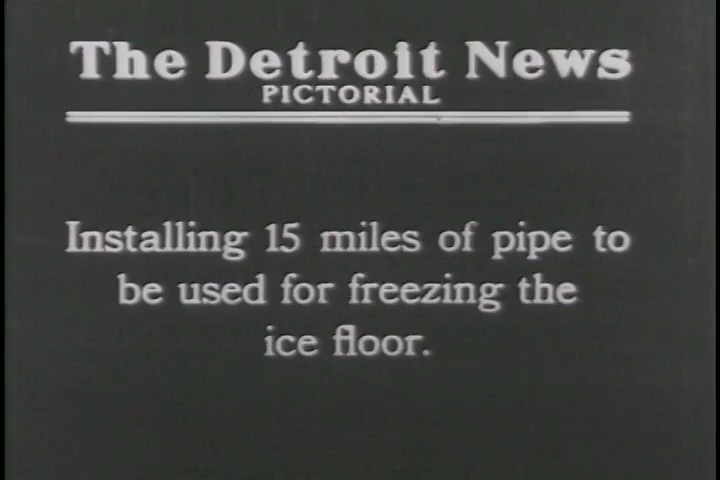 The Detroit News
PICTORIAL
Installing 15 miles of pipe to
be used for freezing the
ice floor.